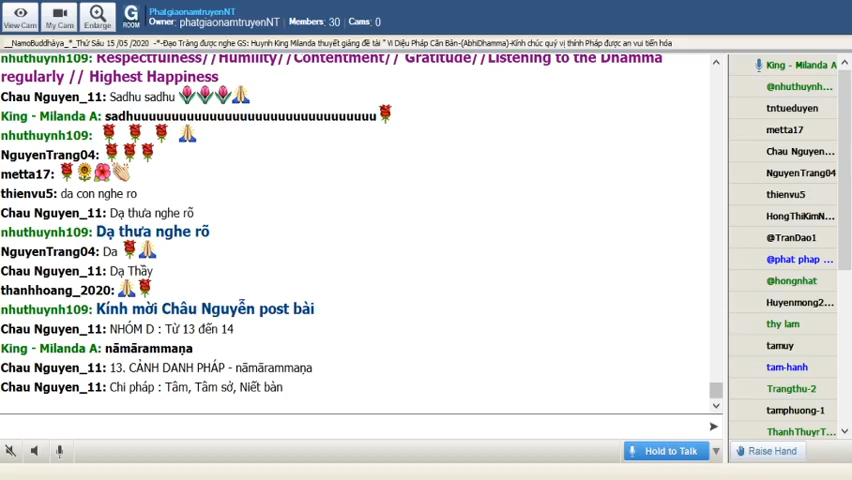 View Cam
My Cam
Enlarge
G
ROOM
PhatgiaonamtruyenNT
Owner: phatgiaonamtruyenNT | Members: 30 | Cams: 0
__NamoBuddhàya_*_Thứ Sáu 15 /05 /2020 -*-Đạo Tràng được nghe GS: Huynh King Milanda thuyết giảng đề tài " Vi Diệu Pháp Căn Bản-(AbhiDhamma)-Kính chúc quý vị thính Pháp được an vui tiến hóa
nhuthuynh109: Respectfulness//Humility//Contentment// Gratitude//Listening to the Dhamma
regularly // Highest Happiness
Chau Nguyen_11: Sadhu sadhu
King - Milanda A: sadhuuuuuuuuuuuuuuuuuuuuuuuuuuuuuuuu
nhuthuynh109:
NguyenTrang04:
metta17:
thienvu5: da con nghe ro
Chau Nguyen_11: Dạ thưa nghe rõ
nhuthuynh109: Dạ thưa nghe rõ
NguyenTrang04: Da
Chau Nguyen_11: Dạ Thầy
thanhhoang_2020:
nhuthuynh109: Kính mời Châu Nguyễn post bài
Chau Nguyen_11: NHÓM D : Từ 13 đến 14
King - Milanda A: nāmārammaṇa
Chau Nguyen_11: 13. CẢNH DANH PHÁP - nāmārammaṇa
Chau Nguyen_11: Chi pháp : Tâm, Tâm sở, Niết bàn
King - Milanda A
@nhuthuynh...
tntueduyen
metta17
Chau Nguyen...
NguyenTrang04
thienvu5
HongThiKimN...
@TranDao1
@phat phap ...
@hongnhat
Huyenmong2...
thy lam
tamuy
tam-hanh
Trangthu-2
tamphuong-1
ThanhThuyrT...
Hold to Talk
Raise Hand